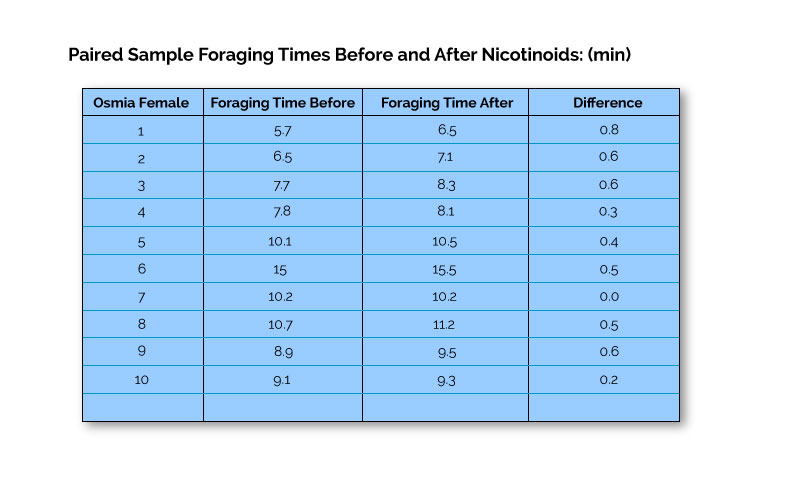 Paired Sample Foraging Times Before and After Nicotinoids: (min)
Osmia Female Foraging Time Before Foraging Time After Difference
1 5.7 6.5 0.8
2 6.5 7.1 0.6
3 7.7 8.3 0.6
4 7.8 8.1 0.3
5 10.1 10.5 0.4
6 15 15.5 0.5
7 10.2 10.2 0.0
8 10.7 11.2 0.5
9 8.9 9.5 0.6
10 9.1 9.3 0.2